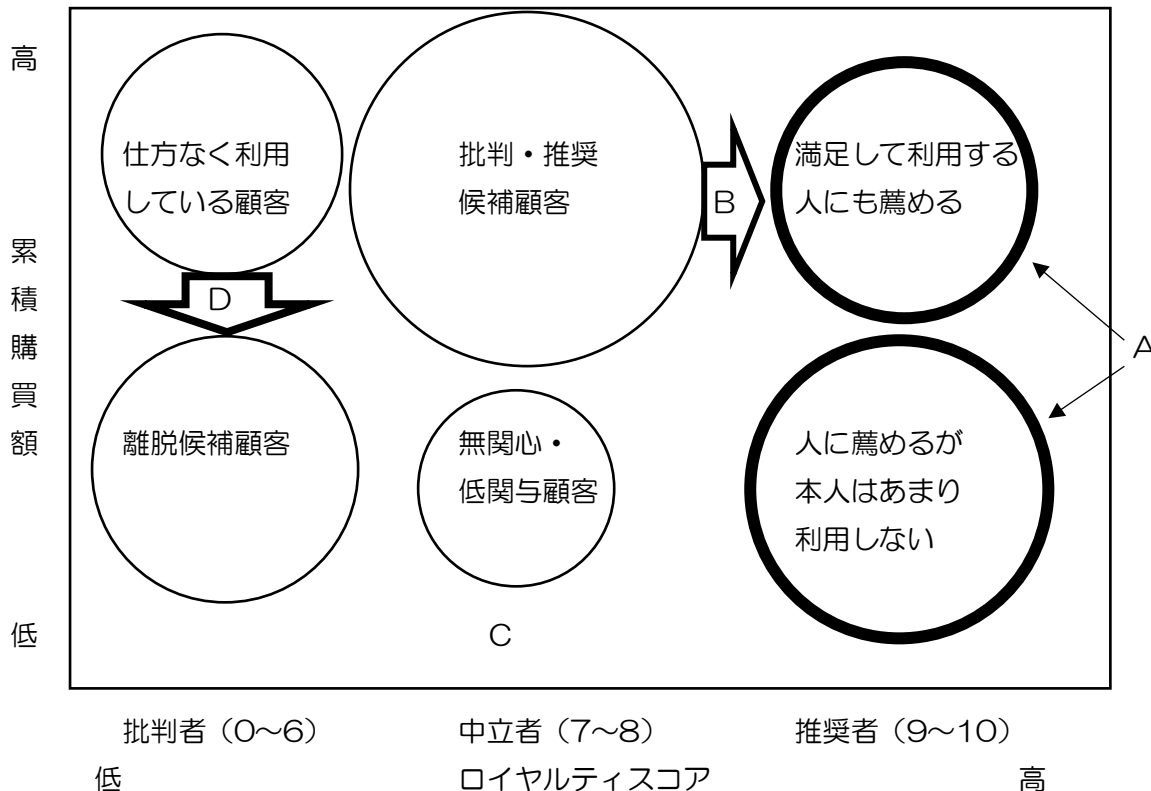 高
仕方なく利用
している顧客
批判・推奨
候補顧客
B
満足して利用する
人にも薦める
累
積
購
買
額
D
A
離脱候補顧客
無関心・
低関与顧客
人に薦めるが
本人はあまり
利用しない
低
C
批判者（0～6）
中立者（7～8）
推奨者（9～10）
低
ロイヤルティスコア
高